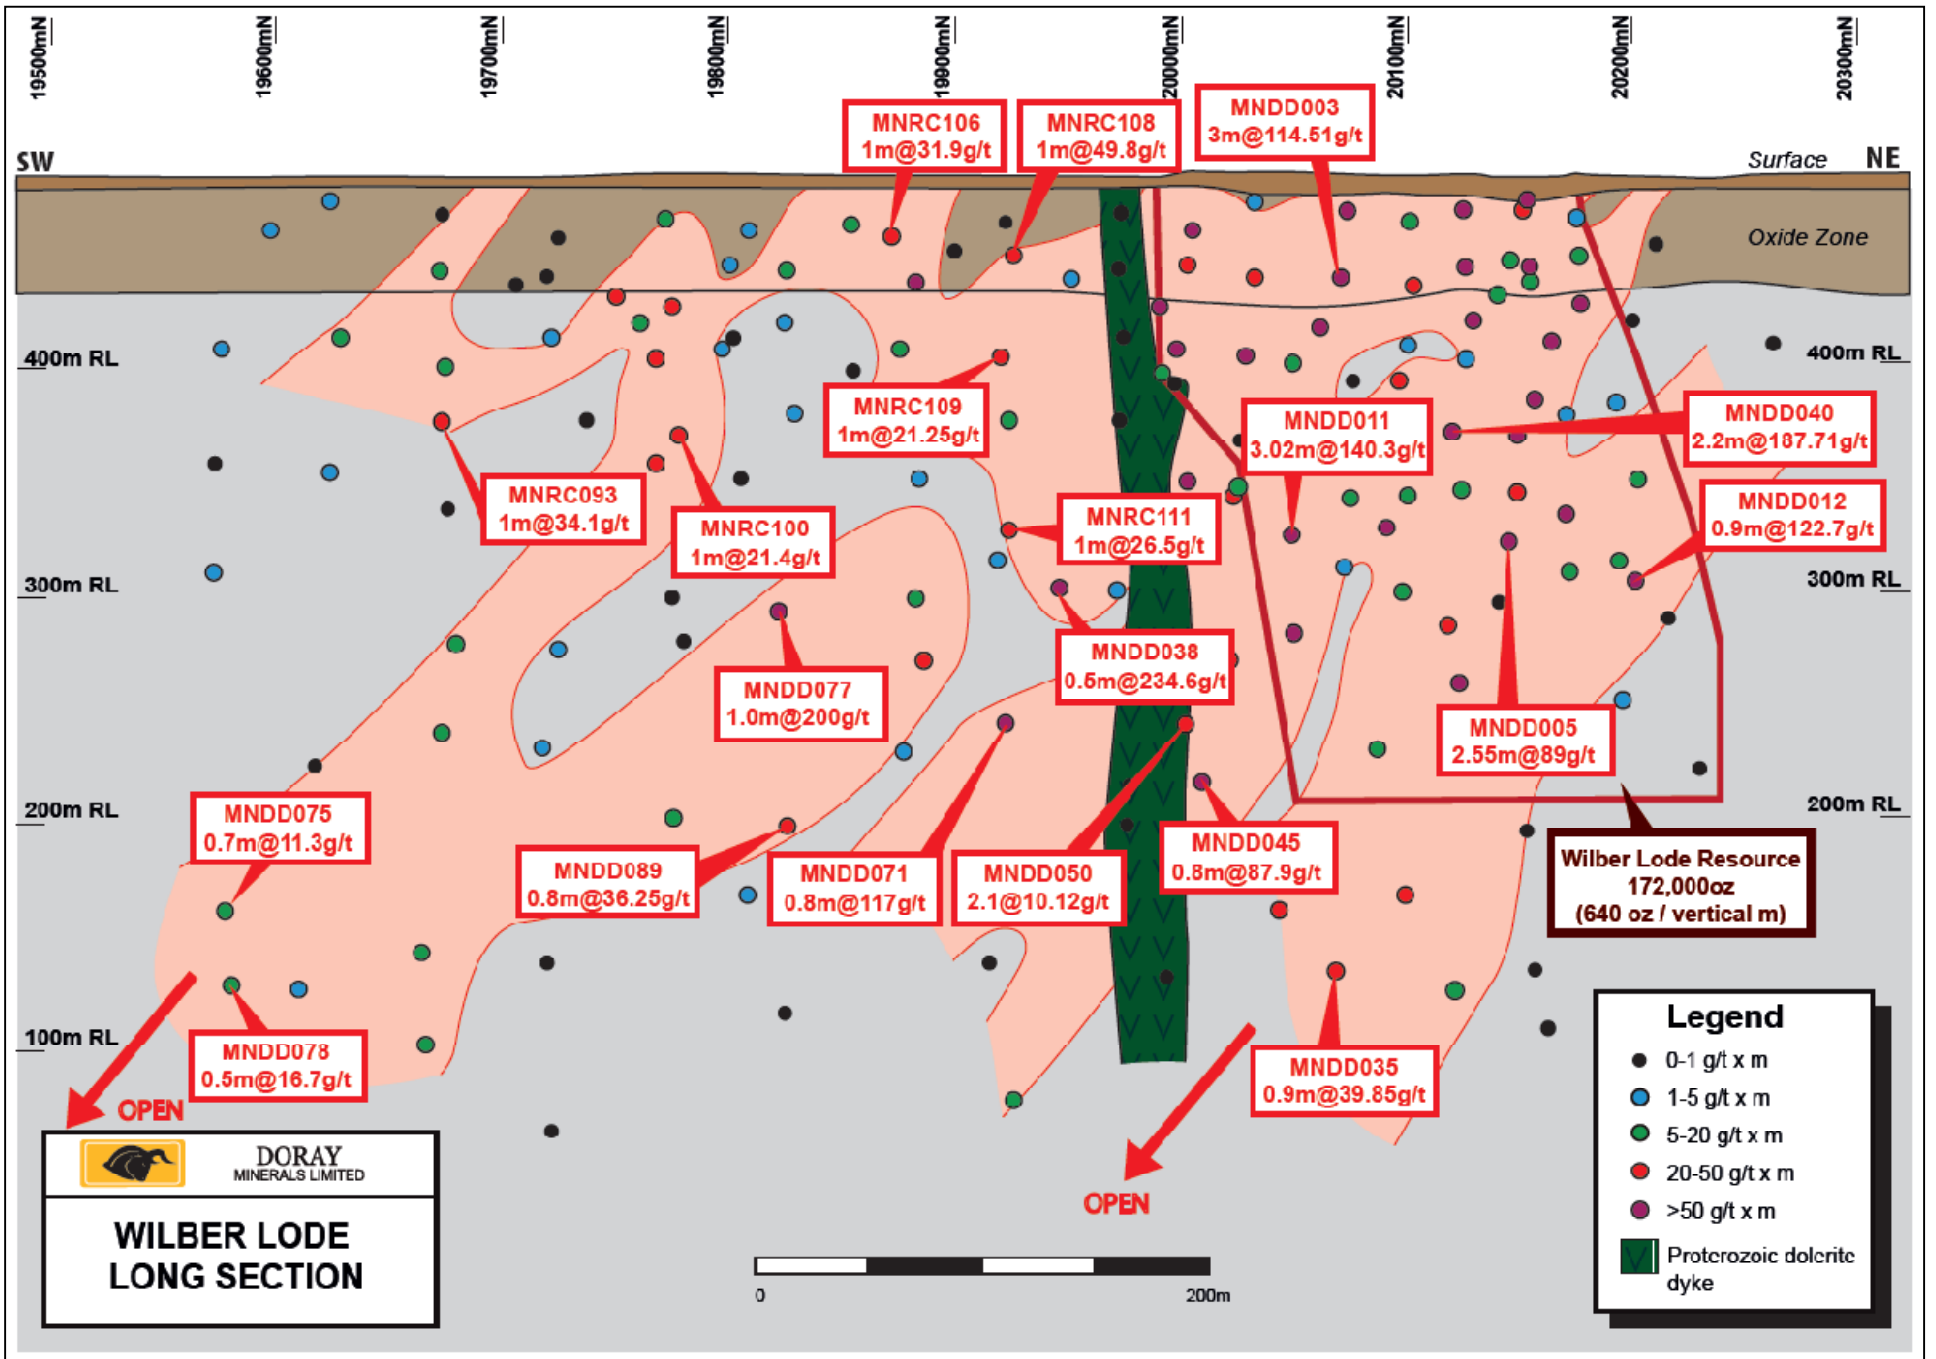 19500mN
19600mN
19700mN
19800mN
19900mN
20000mN
20100mN
20200mN
20300mN
SW
NE
Surface
Oxide Zone
MNRC106
1m@31.9g/t
MNRC108
1m@49.8g/t
MNDD003
3m@114.51g/t
400m RL
400m RL
MNRC109
1m@21.25g/t
MNDD011
3.02m@140.3g/t
MNDD040
2.2m@187.71g/t
MNRC093
1m@34.1g/t
MNRC100
1m@21.4g/t
MNRC111
1m@26.5g/t
MNDD012
0.9m@122.7g/t
300m RL
300m RL
MNDD077
1.0m@200g/t
MNDD038
0.5m@234.6g/t
MNDD005
2.55m@89g/t
200m RL
200m RL
MNDD075
0.7m@11.3g/t
MNDD089
0.8m@36.25g/t
MNDD071
0.8m@117g/t
MNDD050
2.1@10.12g/t
MNDD045
0.8m@87.9g/t
Wilber Lode Resource
172,000oz
(640 oz / vertical m)
100m RL
MNDD078
0.5m@16.7g/t
MNDD035
0.9m@39.85g/t
OPEN
OPEN
DORAY
MINERALS LIMITED
WILBER LODE
LONG SECTION
0
200m
Legend
0-1 g/t x m
1-5 g/t x m
5-20 g/t x m
20-50 g/t x m
>50 g/t x m
Proterozoic dolerite
dyke